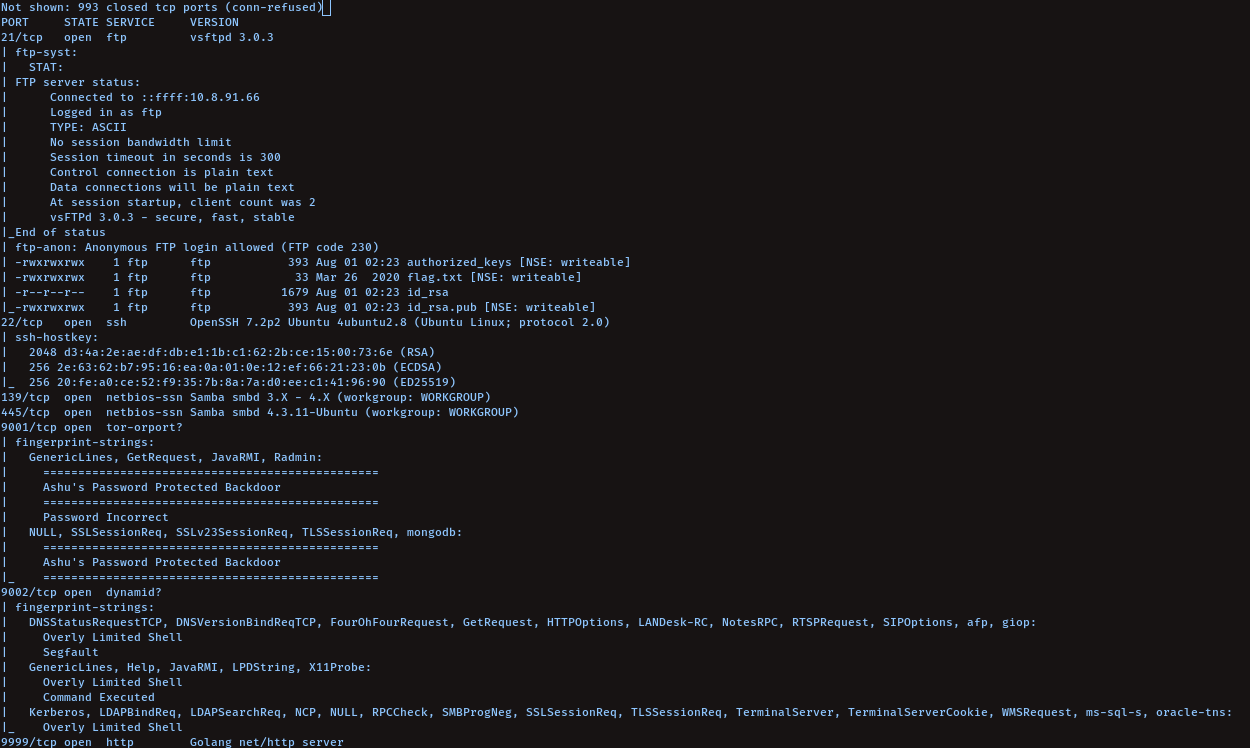 Not shown: 993 closed tcp ports (conn-refused)
PORT     STATE SERVICE     VERSION
21/tcp   open  ftp         vsftpd 3.0.3
| ftp-syst:
|   STAT:
| FTP server status:
|      Connected to ::ffff:10.8.91.66
|      Logged in as ftp
|      TYPE: ASCII
|      No session bandwidth limit
|      Session timeout in seconds is 300
|      Control connection is plain text
|      Data connections will be plain text
|      At session startup, client count was 2
|      vsFTPd 3.0.3 - secure, fast, stable
|_End of status
| ftp-anon: Anonymous FTP login allowed (FTP code 230)
| -rwxrwxrwx    1 ftp      ftp           393 Aug 01 02:23 authorized_keys [NSE: writeable]
| -rwxrwxrwx    1 ftp      ftp            33 Mar 26  2020 flag.txt [NSE: writeable]
| -r--r--r--    1 ftp      ftp          1679 Aug 01 02:23 id_rsa
|_-rwxrwxrwx    1 ftp      ftp           393 Aug 01 02:23 id_rsa.pub [NSE: writeable]
22/tcp   open  ssh         OpenSSH 7.2p2 Ubuntu 4ubuntu2.8 (Ubuntu Linux; protocol 2.0)
| ssh-hostkey:
|   2048 d3:4a:2e:ae:df:db:e1:1b:c1:62:2b:ce:15:00:73:6e (RSA)
|   256 2e:63:62:b7:95:16:ea:0a:01:0e:12:ef:66:21:23:0b (ECDSA)
|_  256 20:fe:a0:ce:52:f9:35:7b:8a:7a:d0:ee:c1:41:96:90 (ED25519)
139/tcp  open  netbios-ssn Samba smbd 3.X - 4.X (workgroup: WORKGROUP)
445/tcp  open  netbios-ssn Samba smbd 4.3.11-Ubuntu (workgroup: WORKGROUP)
9001/tcp open  tor-orport?
| fingerprint-strings:
|   GenericLines, GetRequest, JavaRMI, Radmin:
|     ================================================
|     Ashu's Password Protected Backdoor
|     ================================================
|     Password Incorrect
|   NULL, SSLSessionReq, SSLv23SessionReq, TLSSessionReq, mongodb:
|     ================================================
|     Ashu's Password Protected Backdoor
|_    ================================================
9002/tcp open  dynamid?
| fingerprint-strings:
|   DNSStatusRequestTCP, DNSVersionBindReqTCP, FourOhFourRequest, GetRequest, HTTPOptions, LANDesk-RC, NotesRPC, RTSPRequest, SIPOptions, afp, giop:
|     Overly Limited Shell
|     Segfault
|   GenericLines, Help, JavaRMI, LPDString, X11Probe:
|     Overly Limited Shell
|     Command Executed
|   Kerberos, LDAPBindReq, LDAPSearchReq, NCP, NULL, RPCCheck, SMBProgNeg, SSLSessionReq, TLSSessionReq, TerminalServer, TerminalServerCookie, WMSRequest, ms-sql-s, oracle-tns:
|_    Overly Limited Shell
9999/tcp open  http        Golang net/http server